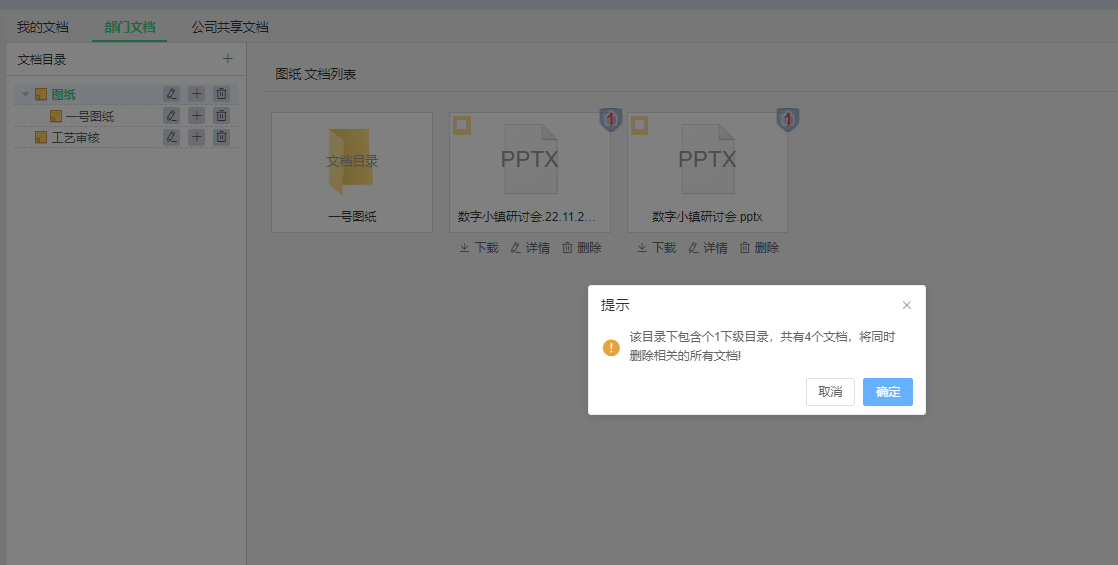 我的文档 部门文档 公司共享文档
文档目录
图纸
一号图纸
工艺审核
图纸 文档列表
文档目录
一号图纸
1
PPTX
数字小镇研讨会.22.11.2...
下载 详情 删除
1
PPTX
数字小镇研讨会.pptx
下载 详情 删除
提示
该目录下包含个1下级目录，共有4个文档，将同时
删除相关的所有文档!
取消 确定